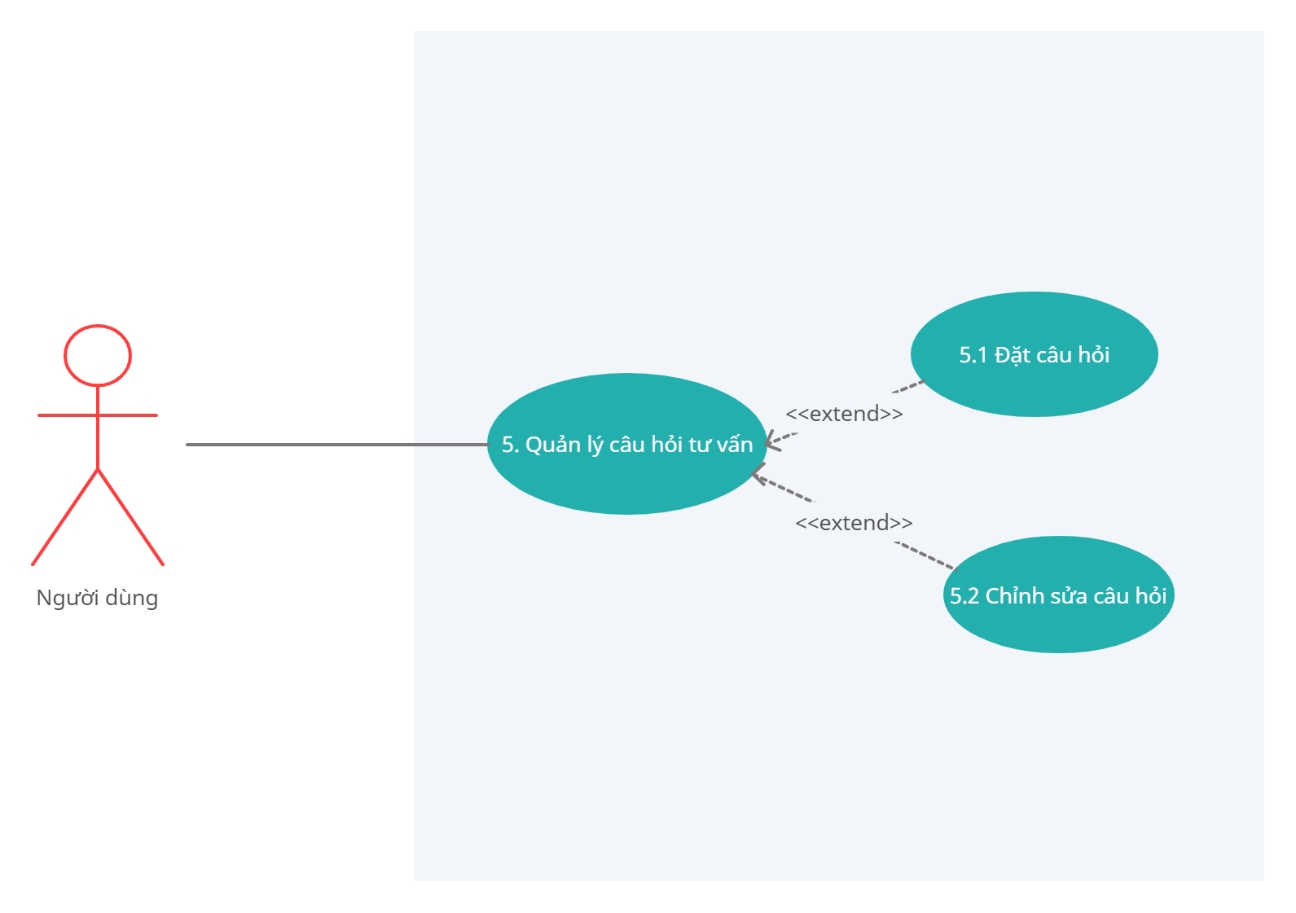 5.1 Đặt câu hỏi
<<extend>>
5. Quản lý câu hỏi tư vấn
<<extend>>
5.2 Chỉnh sửa câu hỏi
Người dùng